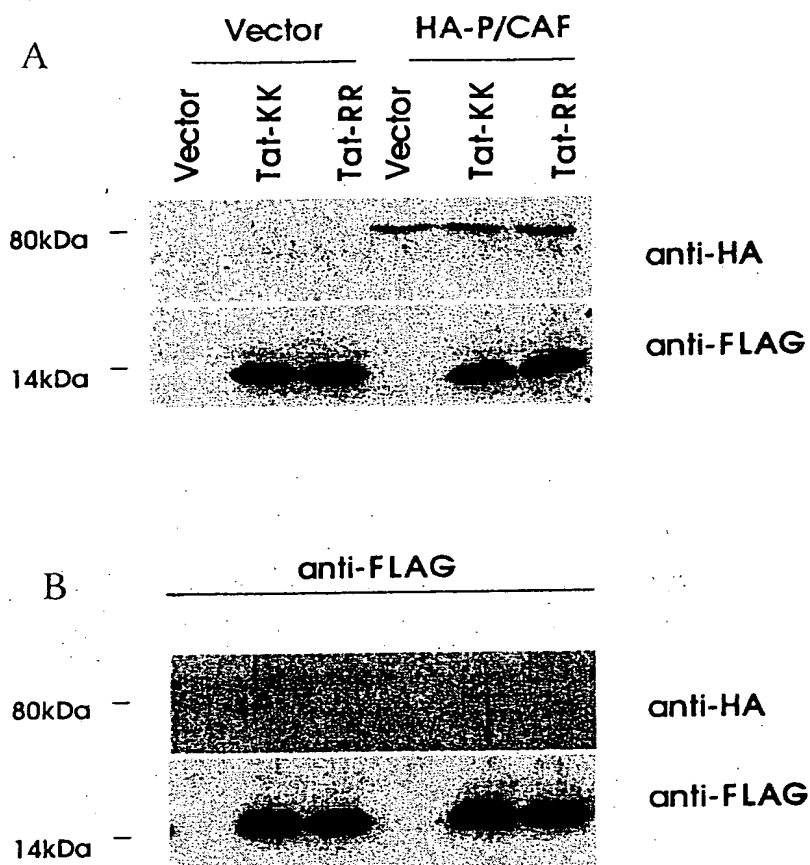 A
Vector HA-P/CAF
Vector Tat-KK Tat-RR Vector Tat-KK Tat-RR
80kDa
anti-HA
anti-FLAG
14kDa
anti-FLAG
B
80kDa
anti-HA
anti-FLAG
14kDa